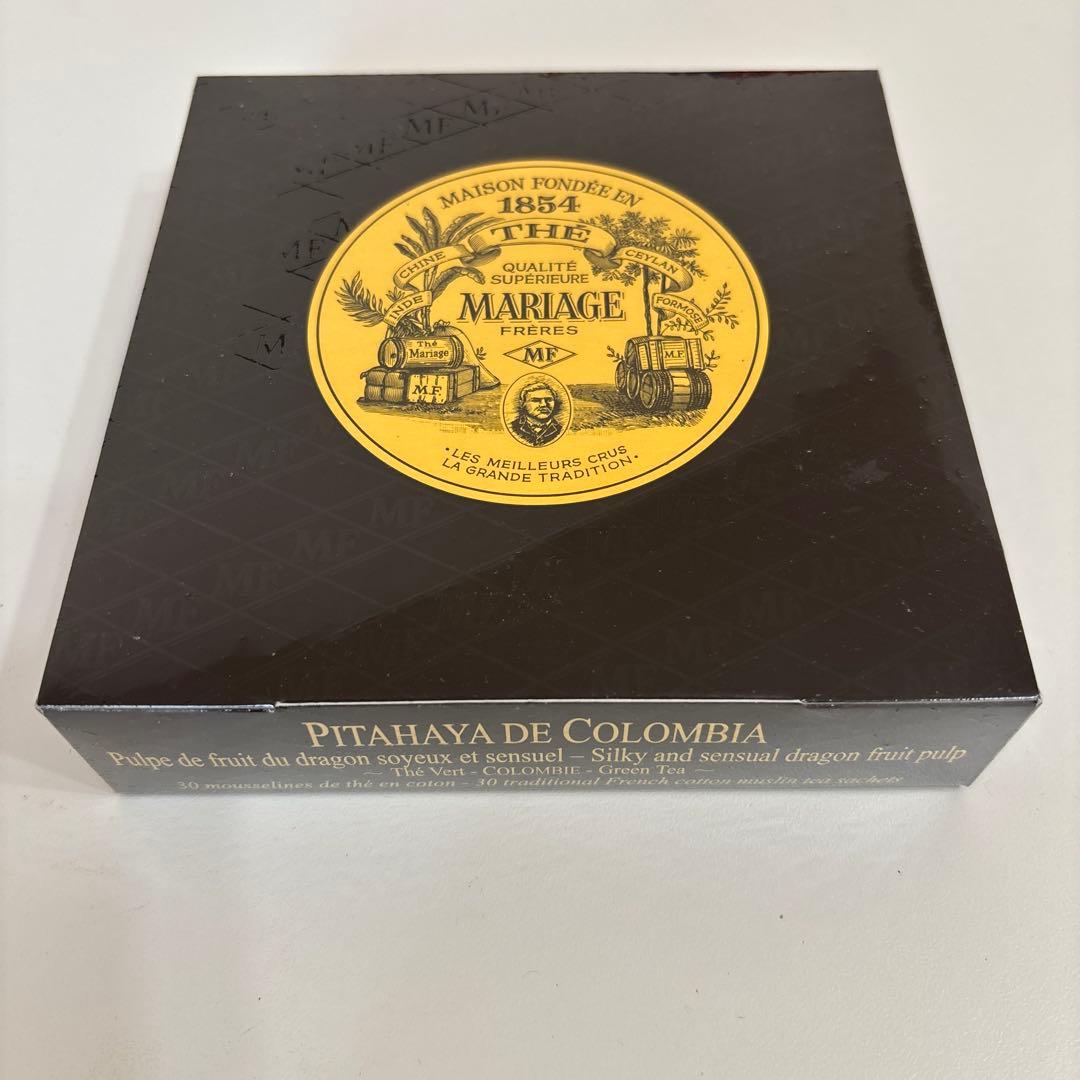 MAISON FONDÉE EN
1854
THÉ
CHINE
CEYLAN
QUALITÉ
SUPÉRIEURE
INDE
FORMOSE
MARIAGE
FRÈRES
MF
Thé
Mariage
M.F.
M.F.
LES MEILLEURS CRUS
LA GRANDE TRADITION
PITAHAYA DE COLOMBIA
Pulpe de fruit du dragon soyeux et sensuel – Silky and sensual dragon fruit pulp
~ Thé Vert - COLOMBIE - Green Tea ~
30 mousselines de thé en coton - 30 traditional French cotton muslin tea sachets